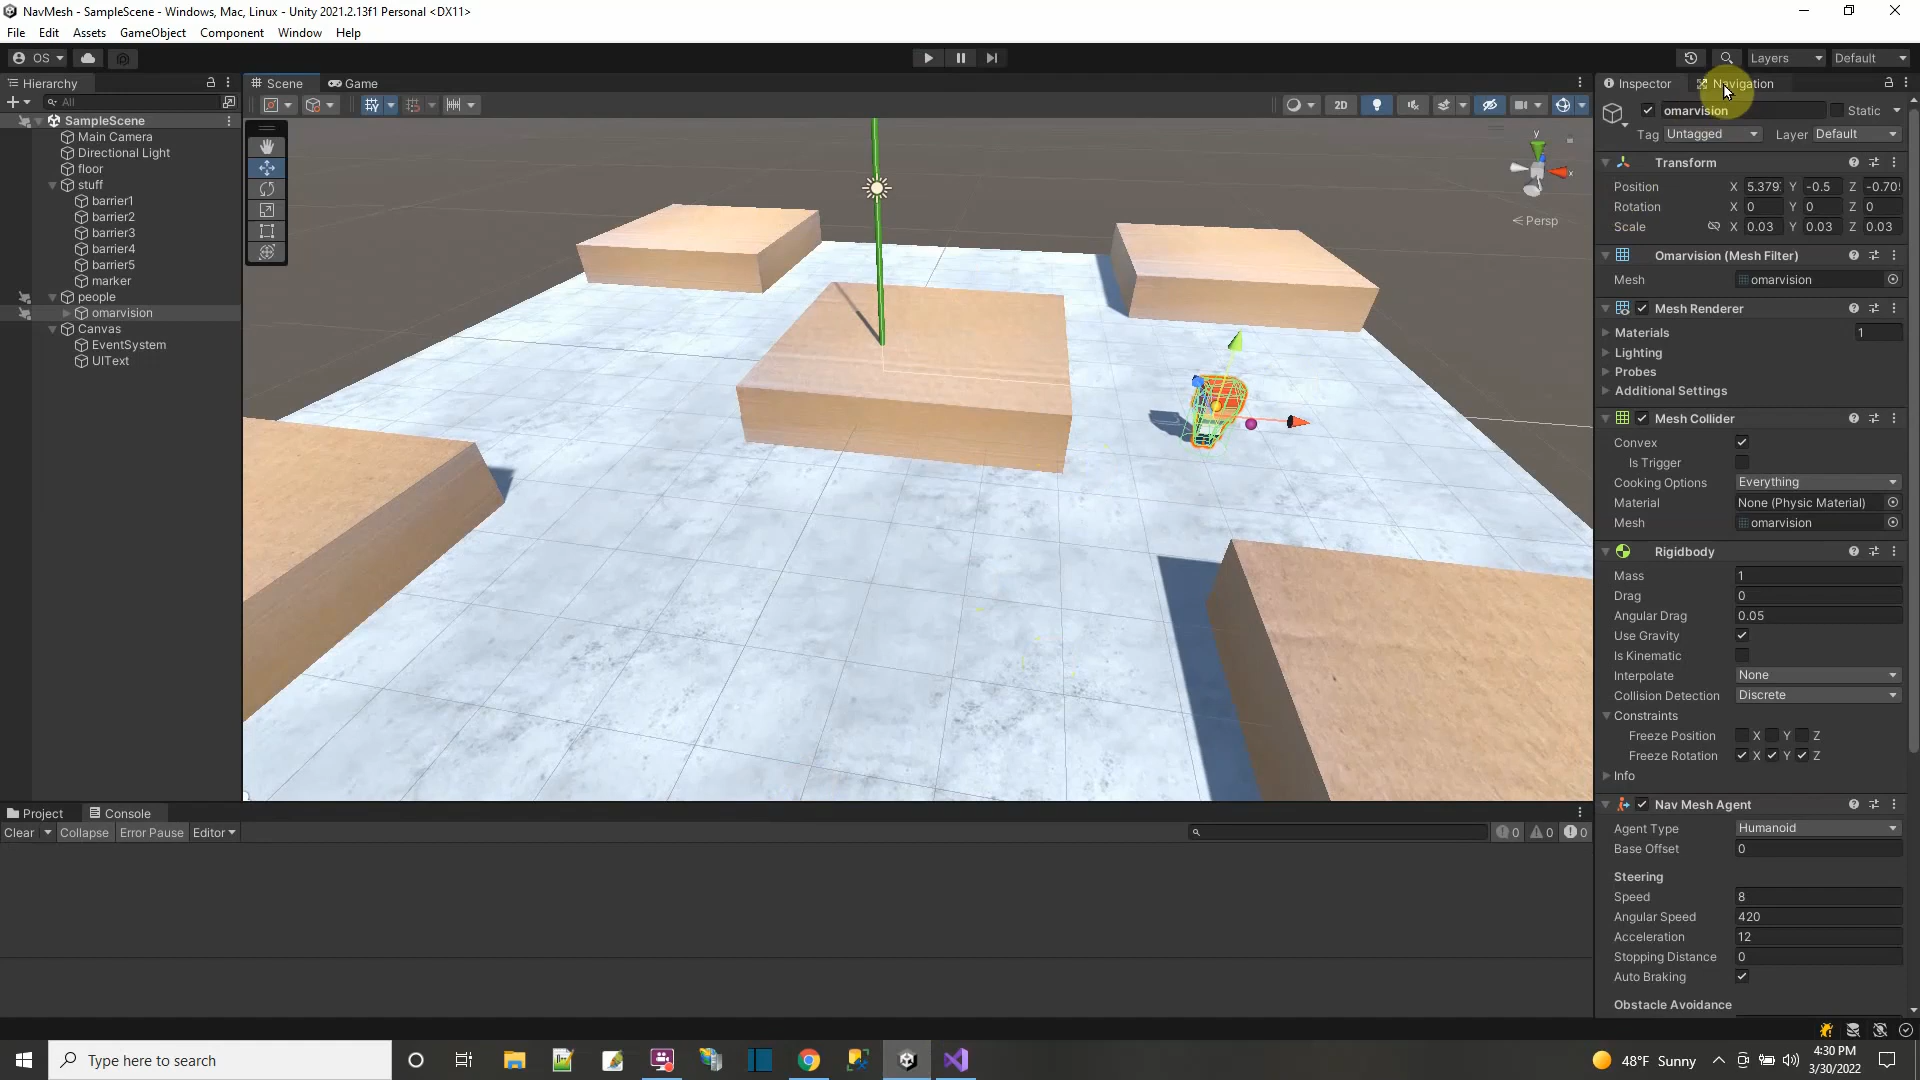 NavMesh - SampleScene - Windows, Mac, Linux - Unity 2021.2.13f1 Personal <DX11>
File Edit Assets GameObject Component Window Help
OS Layers Default
Hierarchy Scene Game Inspector Navigation
All 2D
omarvision Static
Tag Untagged Layer Default
SampleScene
Main Camera
Directional Light
floor
stuff
barrier1
barrier2
barrier3
barrier4
barrier5
marker
people
omarvision
Canvas
EventSystem
UIText
y
x
Persp
Transform
Position X 5.379 Y -0.5 Z -0.70
Rotation X 0 Y 0 Z 0
Scale X 0.03 Y 0.03 Z 0.03
Omarvision (Mesh Filter)
Mesh omarvision
Mesh Renderer
Materials 1
Lighting
Probes
Additional Settings
Mesh Collider
Convex
Is Trigger
Cooking Options Everything
Material None (Physic Material)
Mesh omarvision
Rigidbody
Mass 1
Drag 0
Angular Drag 0.05
Use Gravity
Is Kinematic
Interpolate None
Collision Detection Discrete
Constraints
Freeze Position X Y Z
Freeze Rotation X Y Z
Info
Nav Mesh Agent
Agent Type Humanoid
Base Offset 0
Steering
Speed 8
Angular Speed 420
Acceleration 12
Stopping Distance 0
Auto Braking
Obstacle Avoidance
Project Console
Clear Collapse Error Pause Editor 0 0 0
Type here to search
48°F Sunny
4:30 PM
3/30/2022